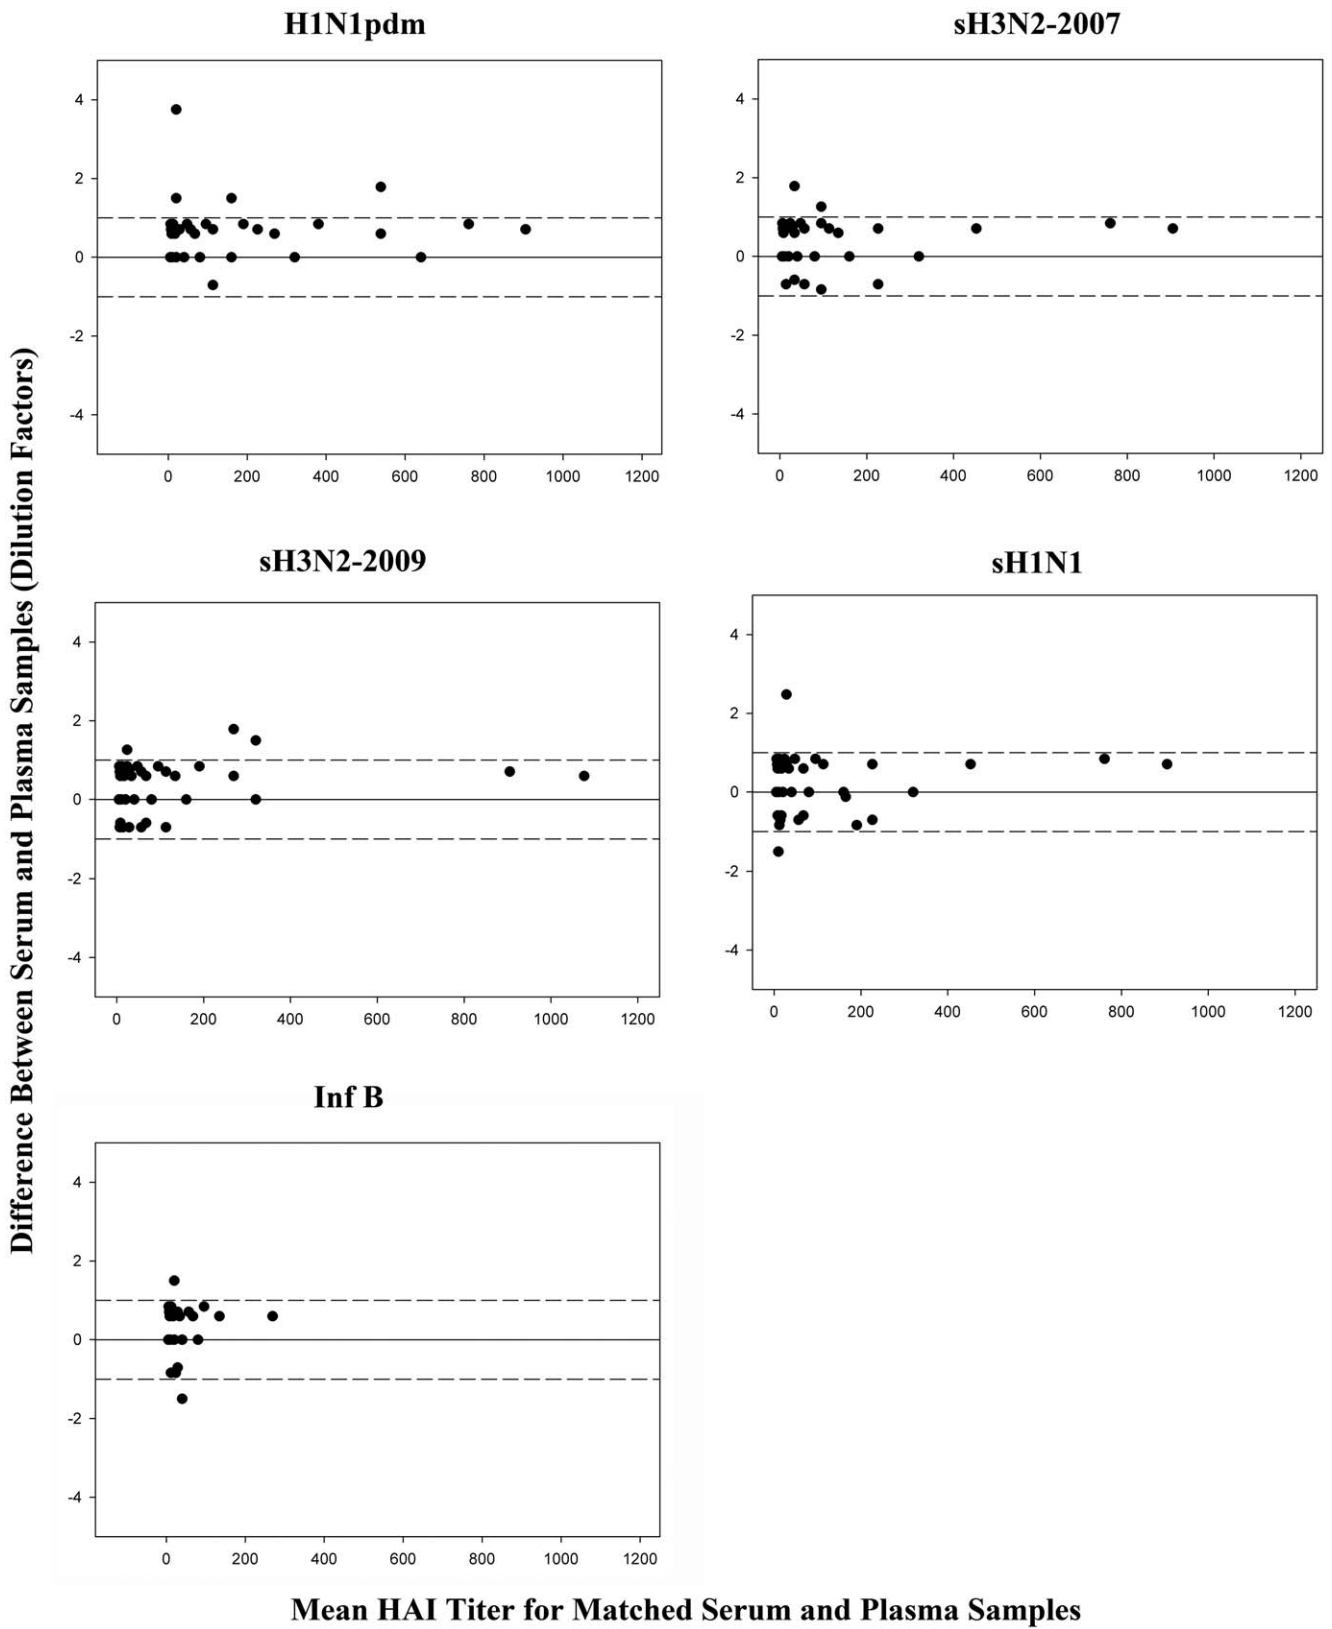 H1N1pdm
sH3N2-2007
4
2
0
-2
-4
0 200 400 600 800 1000 1200
4
2
0
-2
-4
0 200 400 600 800 1000 1200
sH3N2-2009
sH1N1
4
2
0
-2
-4
0 200 400 600 800 1000 1200
4
2
0
-2
-4
0 200 400 600 800 1000 1200
Inf B
4
2
0
-2
-4
0 200 400 600 800 1000 1200
Difference Between Serum and Plasma Samples (Dilution Factors)
Mean HAI Titer for Matched Serum and Plasma Samples